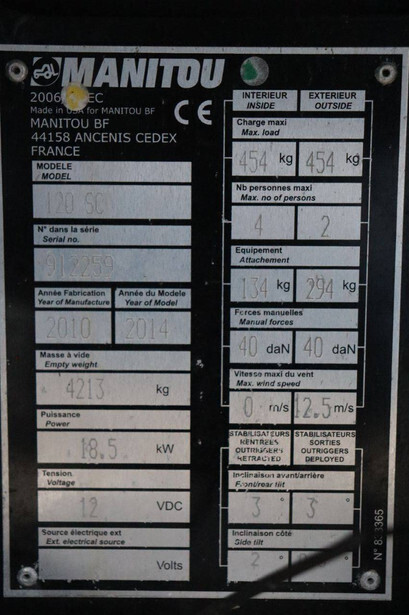 MANITOU
Made in USA for MANITOU BF
MANITOU BF
44158 ANCENIS CEDEX
FRANCE
CE
MODELE
MODEL
120 SC
N° dans la série
Serial no.
912259
Année Fabrication
Year of Manufacture
Année du Modele
Year of Model
2010
2014
Masse à vide
Empty weight
4213 kg
Puissance
Power
18.5 kW
Tension
Voltage
12 VDC
Source électrique ext
Ext. electrical source
Volts
INTERIEUR
INSIDE
EXTERIEUR
OUTSIDE
Charge maxi
Max. load
454 kg 454 kg
Nb personnes maxi
Max. no of persons
4 2
Equipement
Attachement
134 kg 294 kg
Forces manuelles
Manual forces
40 daN 40 daN
Vitesse maxi du vent
Max. wind speed
0 m/s 12.5 m/s
STABILISATEURS
RENTREES
OUTRIGGERS
RETRACTED
STABILISATEURS
SORTIES
OUTRIGGERS
DEPLOYED
Inclinaison avant/arrière
Front/rear tilt
3 ° 3 °
Inclinaison côté
Side tilt
2 °
N°